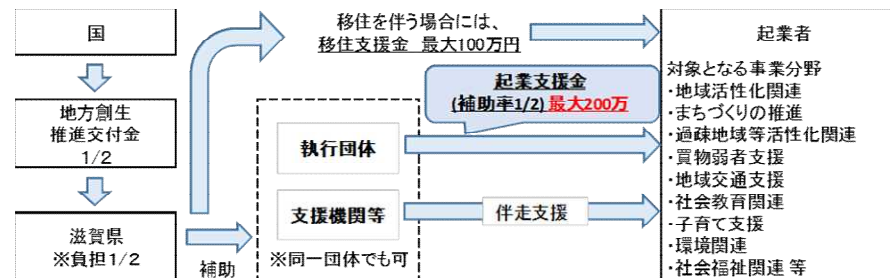 国
地方創生
推進交付金
1/2
滋賀県
※負担1/2
補助
移住を伴う場合には、
移住支援金 最大100万円
起業支援金
(補助率1/2) 最大200万
執行団体
支援機関等
※同一団体でも可
伴走支援
起業者
対象となる事業分野
・地域活性化関連
・まちづくりの推進
・過疎地域等活性化関連
・買物弱者支援
・地域交通支援
・社会教育関連
・子育て支援
・環境関連
・社会福祉関連 等